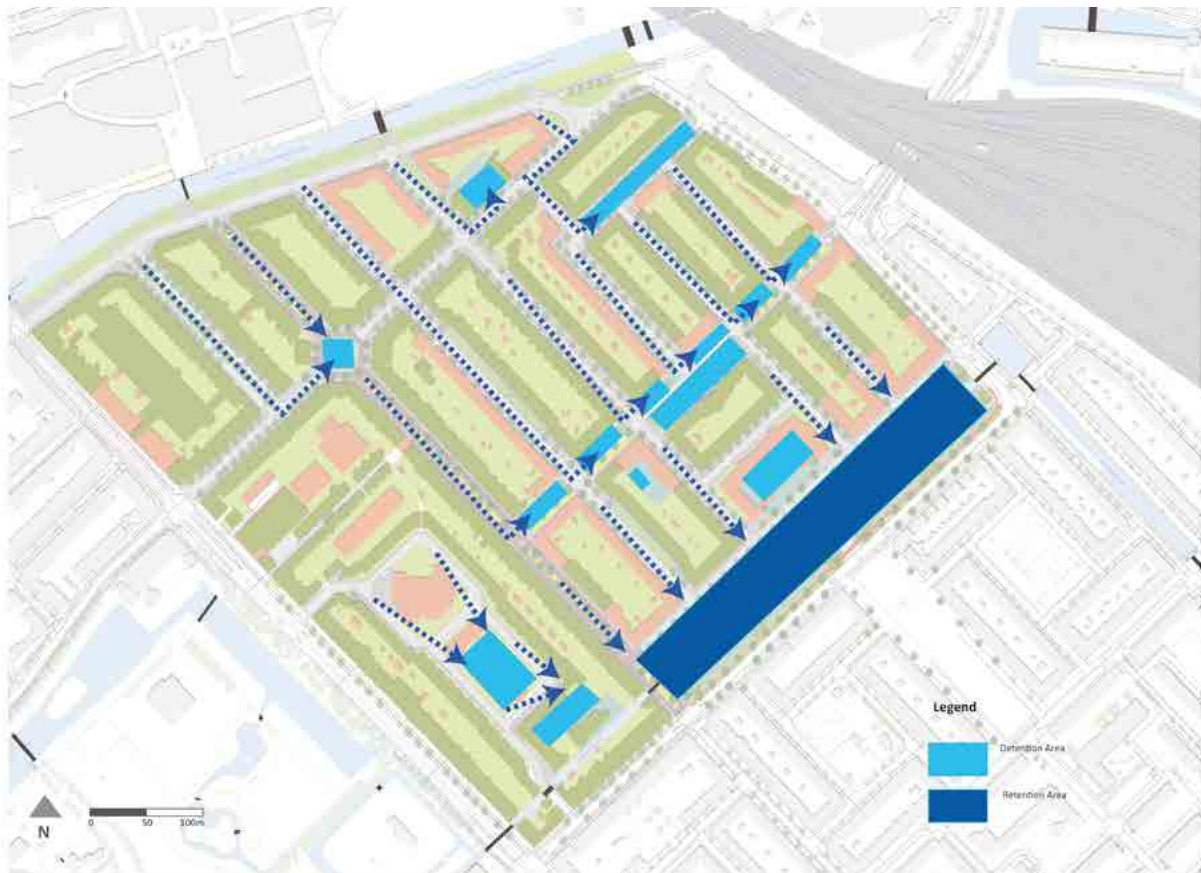 Legend
Detention Area
Retention Area
N
0 50 100m